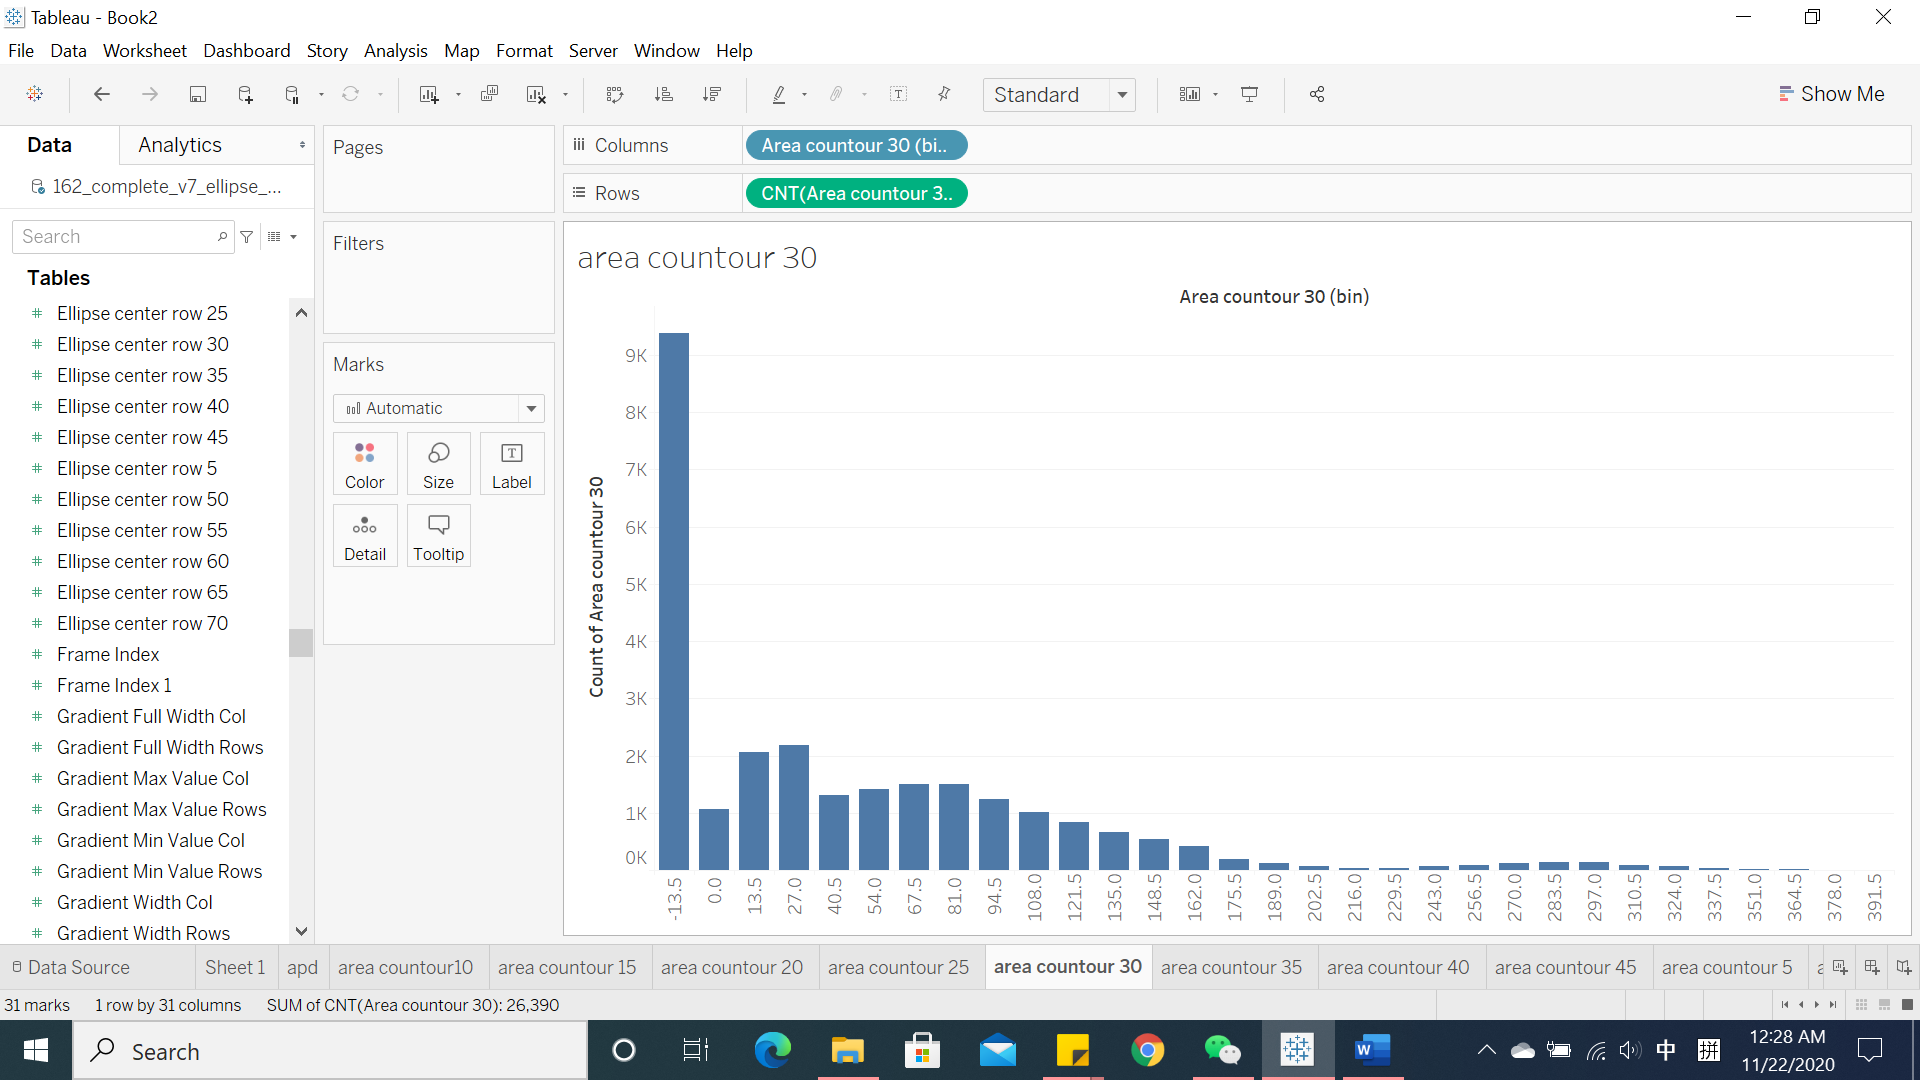 Tableau - Book2
File Data Worksheet Dashboard Story Analysis Map Format Server Window Help
Standard
Show Me
Data Analytics
162_complete_v7_ellipse_...
Search
Tables
Ellipse center row 25
Ellipse center row 30
Ellipse center row 35
Ellipse center row 40
Ellipse center row 45
Ellipse center row 5
Ellipse center row 50
Ellipse center row 55
Ellipse center row 60
Ellipse center row 65
Ellipse center row 70
Frame Index
Frame Index 1
Gradient Full Width Col
Gradient Full Width Rows
Gradient Max Value Col
Gradient Max Value Rows
Gradient Min Value Col
Gradient Min Value Rows
Gradient Width Col
Gradient Width Rows
Pages
Filters
Marks
Automatic
Color Size Label
Detail Tooltip
Columns Area countour 30 (bi..
Rows CNT(Area countour 3..
area countour 30
Area countour 30 (bin)
Count of Area countour 30
9K
8K
7K
6K
5K
4K
3K
2K
1K
0K
-13.5 0.0 13.5 27.0 40.5 54.0 67.5 81.0 94.5 108.0 121.5 135.0 148.5 162.0 175.5 189.0 202.5 216.0 229.5 243.0 256.5 270.0 283.5 297.0 310.5 324.0 337.5 351.0 364.5 378.0 391.5
Data Source Sheet 1 apd area countour10 area countour 15 area countour 20 area countour 25 area countour 30 area countour 35 area countour 40 area countour 45 area countour 5
31 marks 1 row by 31 columns SUM of CNT(Area countour 30): 26,390
Search
中 拼
12:28 AM
11/22/2020